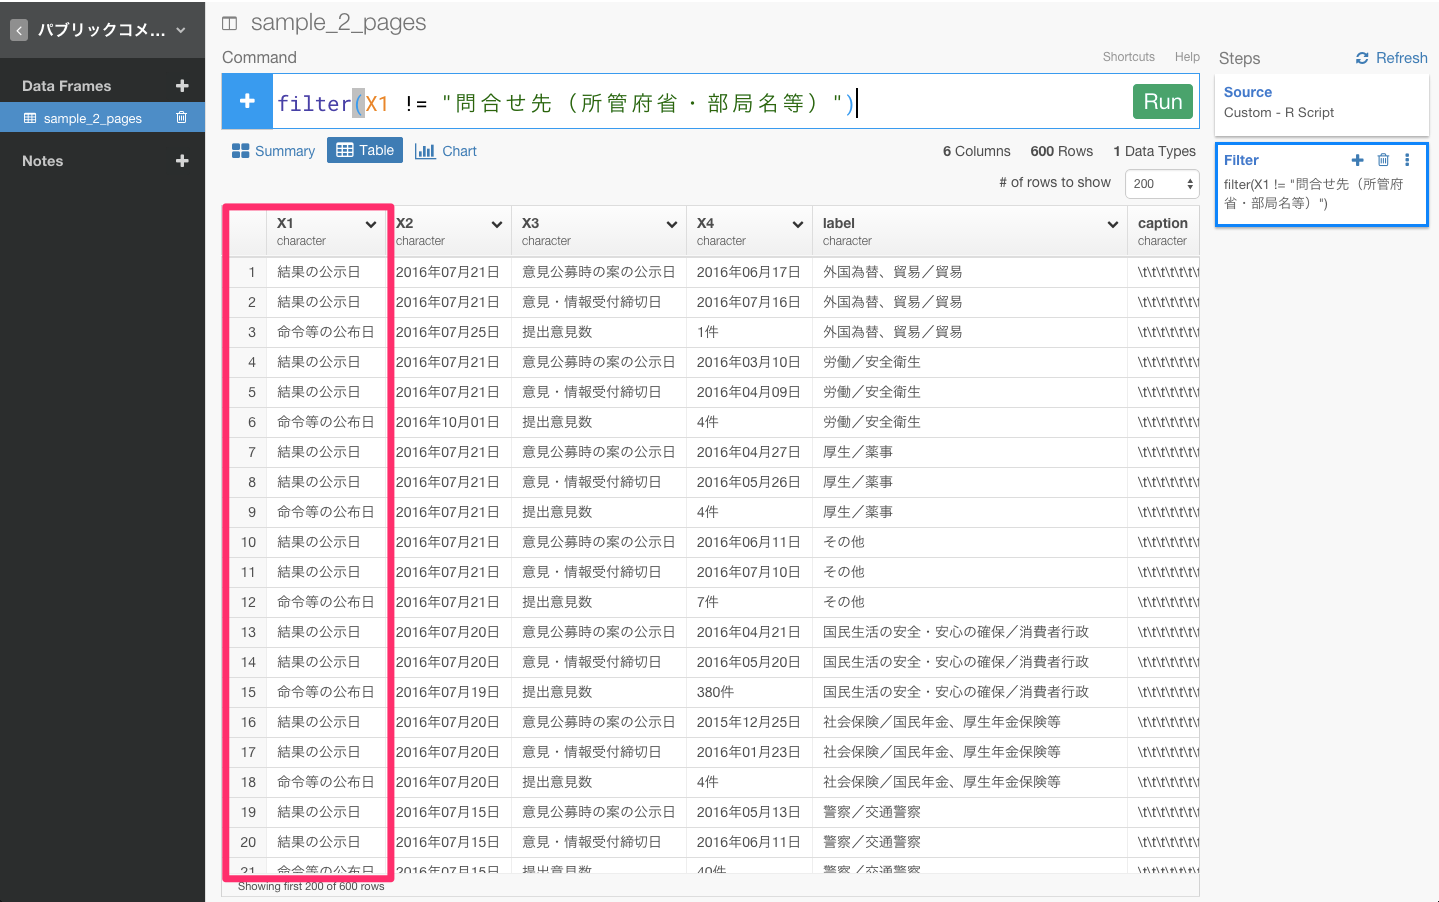 パブリックコメ...
Data Frames
sample_2_pages
Notes
sample_2_pages
Command
Shortcuts Help
filter(X1 != "問合せ先（所管府省・部局名等）")
Run
Summary Table Chart
6 Columns 600 Rows 1 Data Types
# of rows to show 200
X1 X2 X3 X4 label caption
character character character character character character
1 結果の公示日 2016年07月21日 意見公募時の案の公示日 2016年06月17日 外国為替、貿易／貿易 \t\t\t\t\t\t
2 結果の公示日 2016年07月21日 意見・情報受付締切日 2016年07月16日 外国為替、貿易／貿易 \t\t\t\t\t\t
3 命令等の公布日 2016年07月25日 提出意見数 1件 外国為替、貿易／貿易 \t\t\t\t\t\t
4 結果の公示日 2016年07月21日 意見公募時の案の公示日 2016年03月10日 労働／安全衛生 \t\t\t\t\t\t
5 結果の公示日 2016年07月21日 意見・情報受付締切日 2016年04月09日 労働／安全衛生 \t\t\t\t\t\t
6 命令等の公布日 2016年10月01日 提出意見数 4件 労働／安全衛生 \t\t\t\t\t\t
7 結果の公示日 2016年07月21日 意見公募時の案の公示日 2016年04月27日 厚生／薬事 \t\t\t\t\t\t
8 結果の公示日 2016年07月21日 意見・情報受付締切日 2016年05月26日 厚生／薬事 \t\t\t\t\t\t
9 命令等の公布日 2016年07月21日 提出意見数 4件 厚生／薬事 \t\t\t\t\t\t
10 結果の公示日 2016年07月21日 意見公募時の案の公示日 2016年06月11日 その他 \t\t\t\t\t\t
11 結果の公示日 2016年07月21日 意見・情報受付締切日 2016年07月10日 その他 \t\t\t\t\t\t
12 命令等の公布日 2016年07月21日 提出意見数 7件 その他 \t\t\t\t\t\t
13 結果の公示日 2016年07月20日 意見公募時の案の公示日 2016年04月21日 国民生活の安全・安心の確保／消費者行政 \t\t\t\t\t\t
14 結果の公示日 2016年07月20日 意見・情報受付締切日 2016年05月20日 国民生活の安全・安心の確保／消費者行政 \t\t\t\t\t\t
15 命令等の公布日 2016年07月19日 提出意見数 380件 国民生活の安全・安心の確保／消費者行政 \t\t\t\t\t\t
16 結果の公示日 2016年07月20日 意見公募時の案の公示日 2015年12月25日 社会保険／国民年金、厚生年金保険等 \t\t\t\t\t\t
17 結果の公示日 2016年07月20日 意見・情報受付締切日 2016年01月23日 社会保険／国民年金、厚生年金保険等 \t\t\t\t\t\t
18 命令等の公布日 2016年07月20日 提出意見数 4件 社会保険／国民年金、厚生年金保険等 \t\t\t\t\t\t
19 結果の公示日 2016年07月15日 意見公募時の案の公示日 2016年05月13日 警察／交通警察 \t\t\t\t\t\t
20 結果の公示日 2016年07月15日 意見・情報受付締切日 2016年06月11日 警察／交通警察 \t\t\t\t\t\t
21 命令等の公布日 2016年07月15日 提出意見数 40件 警察／交通警察 \t\t\t\t\t\t
Showing first 200 of 600 rows
Steps Refresh
Source
Custom - R Script
Filter
filter(X1 != "問合せ先（所管府
省・部局名等）")